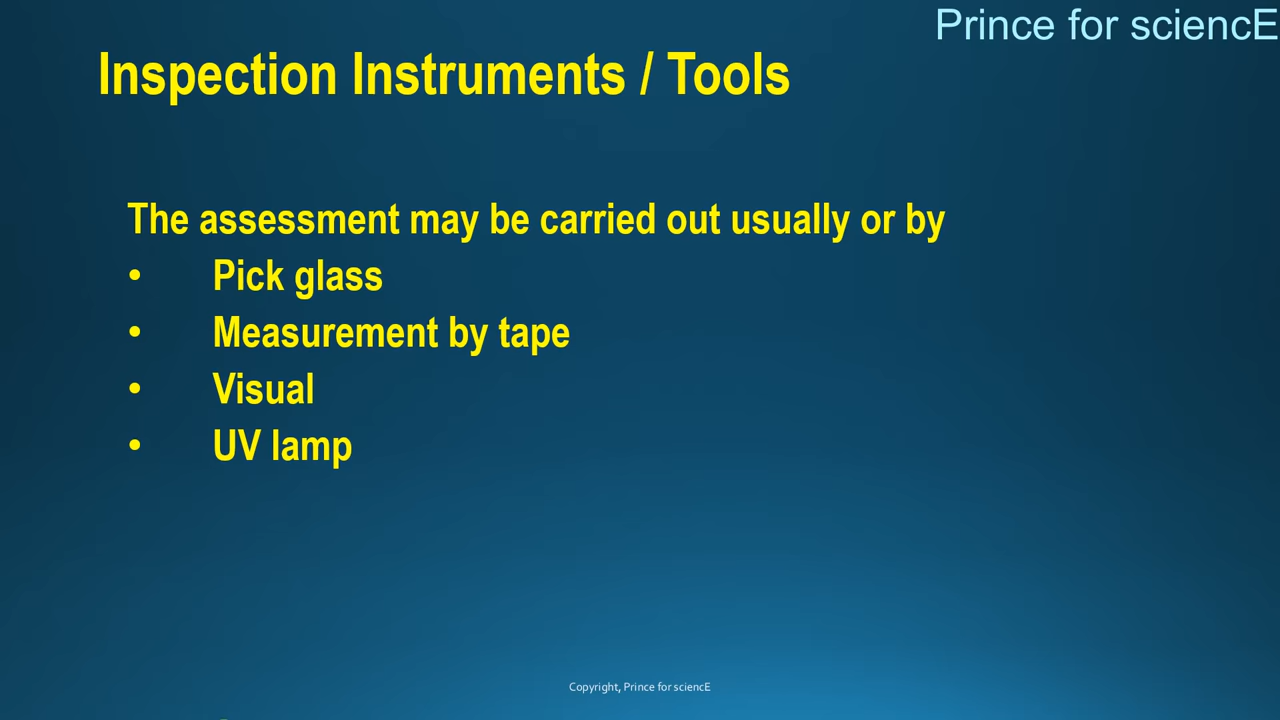 Prince for sciencE
Inspection Instruments / Tools
The assessment may be carried out usually or by
• Pick glass
• Measurement by tape
• Visual
• UV lamp
Copyright, Prince for sciencE